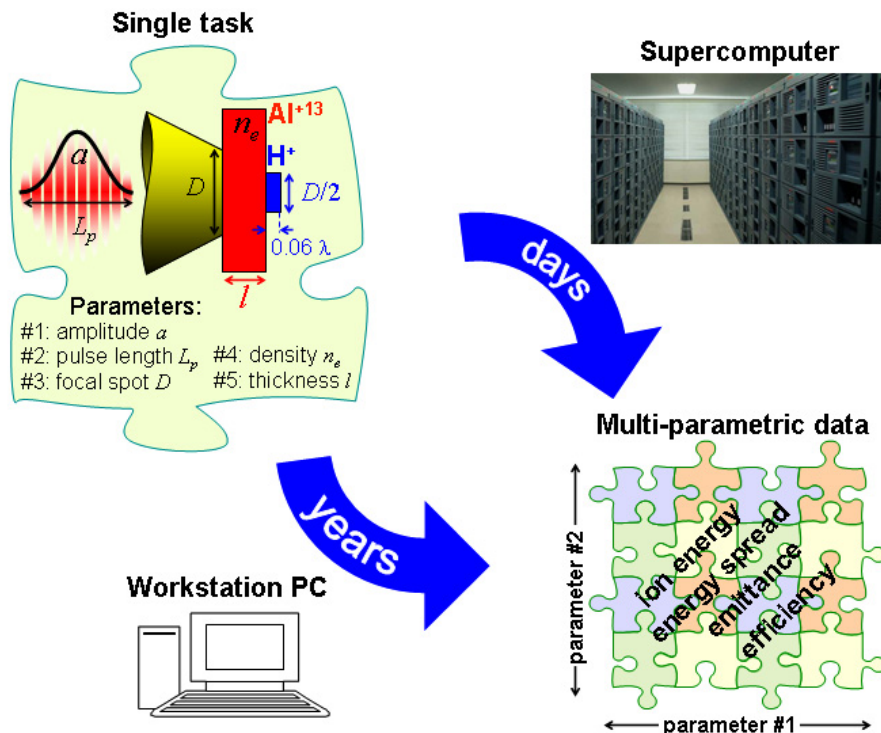 Single task
a
L_p
D
n_e
Al⁺¹³
H⁺
D/2
0.06 λ
l
Parameters:
#1: amplitude a
#2: pulse length L_p
#3: focal spot D
#4: density n_e
#5: thickness l
Supercomputer
days
years
Workstation PC
Multi-parametric data
parameter #2
ion energy
energy spread
emittance
efficiency
parameter #1